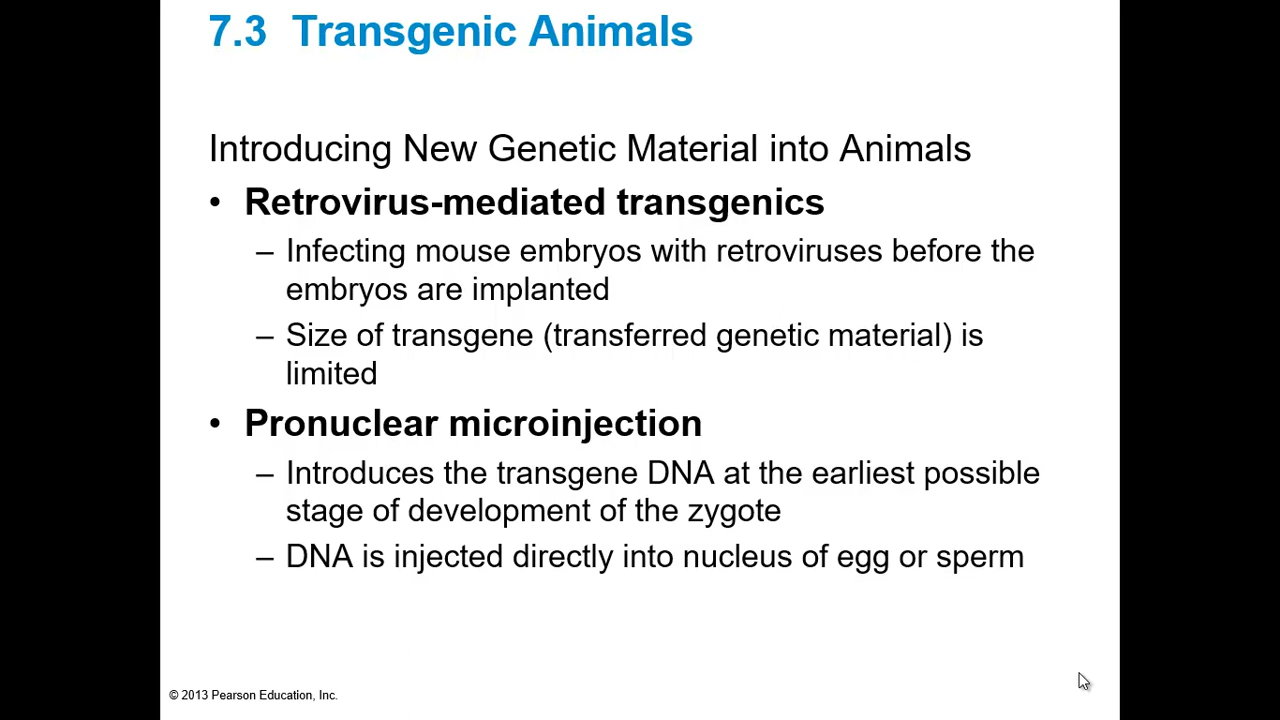 7.3 Transgenic Animals
Introducing New Genetic Material into Animals
• Retrovirus-mediated transgenics
– Infecting mouse embryos with retroviruses before the
embryos are implanted
– Size of transgene (transferred genetic material) is
limited
• Pronuclear microinjection
– Introduces the transgene DNA at the earliest possible
stage of development of the zygote
– DNA is injected directly into nucleus of egg or sperm
© 2013 Pearson Education, Inc.